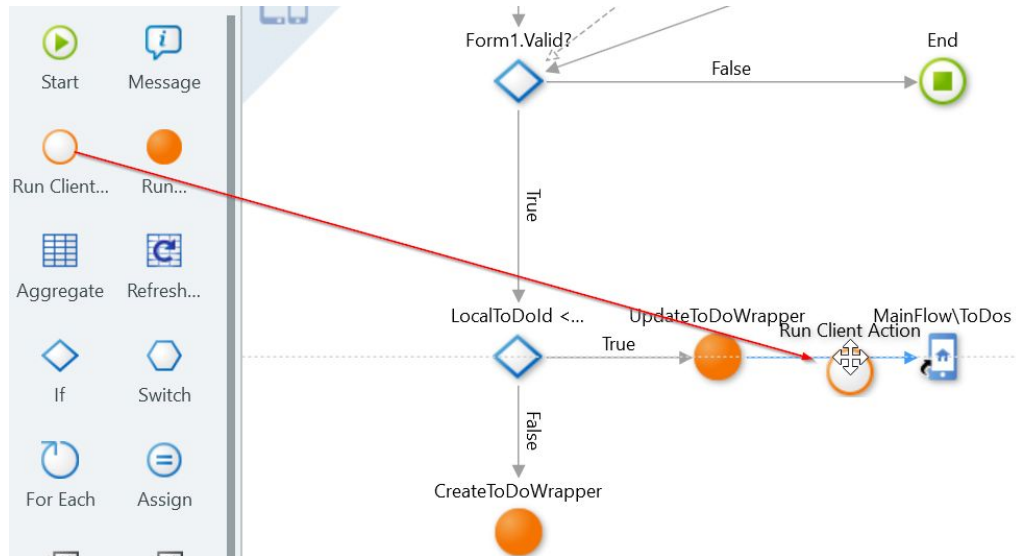 Start
Message
Run Client...
Run...
Aggregate
Refresh...
If
Switch
For Each
Assign
Form1.Valid?
False
End
True
LocalToDoId <...
True
UpdateToDoWrapper
Run Client Action
MainFlow\ToDos
False
CreateToDoWrapper